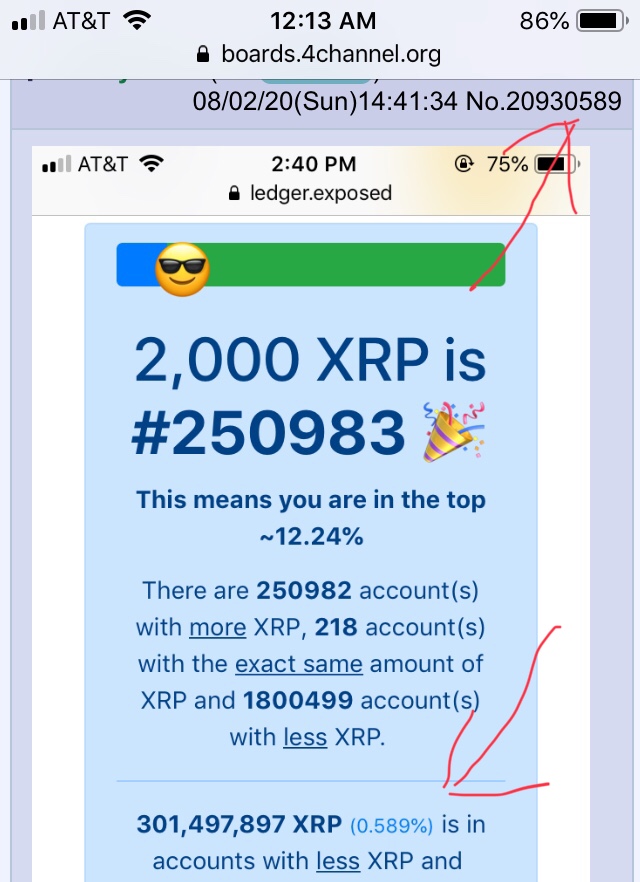 AT&T 12:13 AM 86%
boards.4channel.org
08/02/20(Sun)14:41:34 No.20930589
AT&T 2:40 PM 75%
ledger.exposed
2,000 XRP is
#250983
This means you are in the top
~12.24%
There are 250982 account(s)
with more XRP, 218 account(s)
with the exact same amount of
XRP and 1800499 account(s)
with less XRP.
301,497,897 XRP (0.589%) is in
accounts with less XRP and